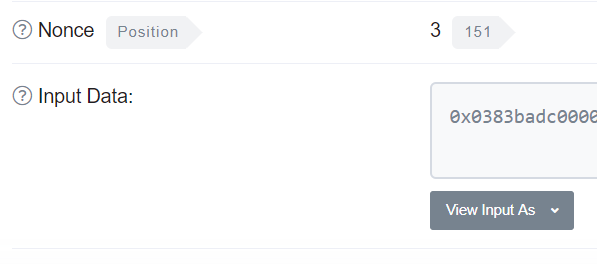 ? Nonce Position 3 151
? Input Data:
0x0383badc0000
View Input As